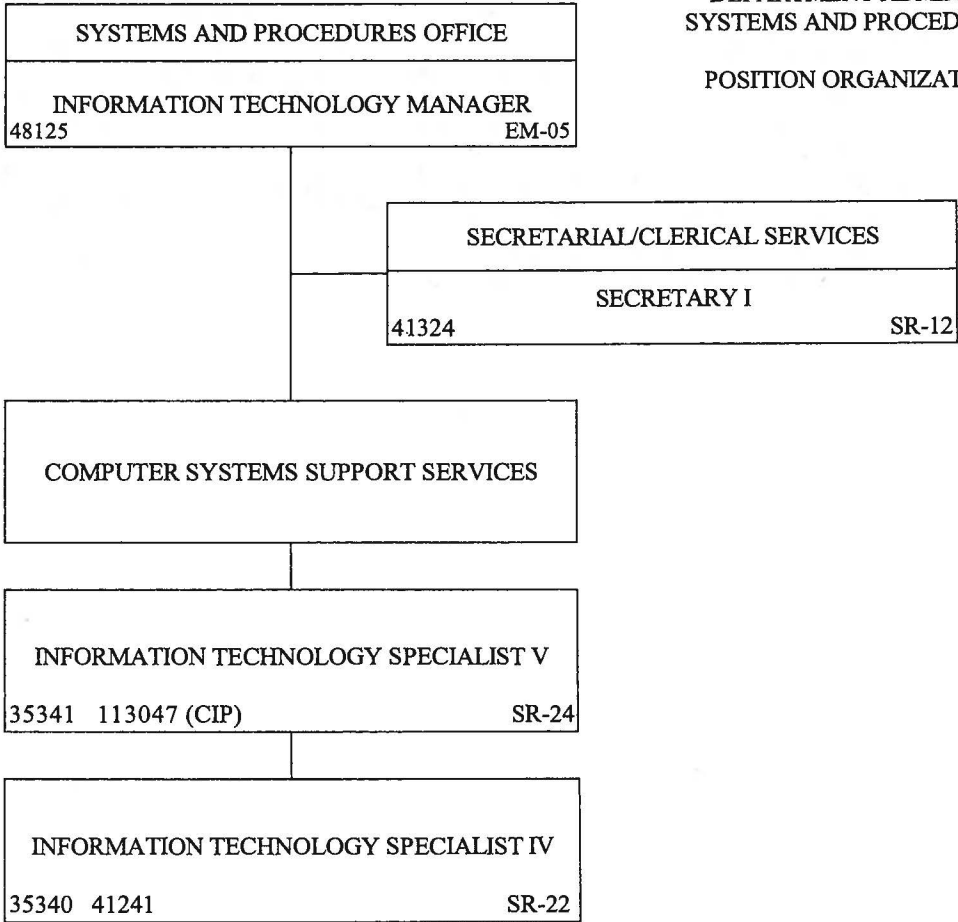 SYSTEMS AND PROCED
POSITION ORGANIZAT
SYSTEMS AND PROCEDURES OFFICE
INFORMATION TECHNOLOGY MANAGER
48125 EM-05
SECRETARIAL/CLERICAL SERVICES
SECRETARY I
41324 SR-12
COMPUTER SYSTEMS SUPPORT SERVICES
INFORMATION TECHNOLOGY SPECIALIST V
35341 113047 (CIP) SR-24
INFORMATION TECHNOLOGY SPECIALIST IV
35340 41241 SR-22